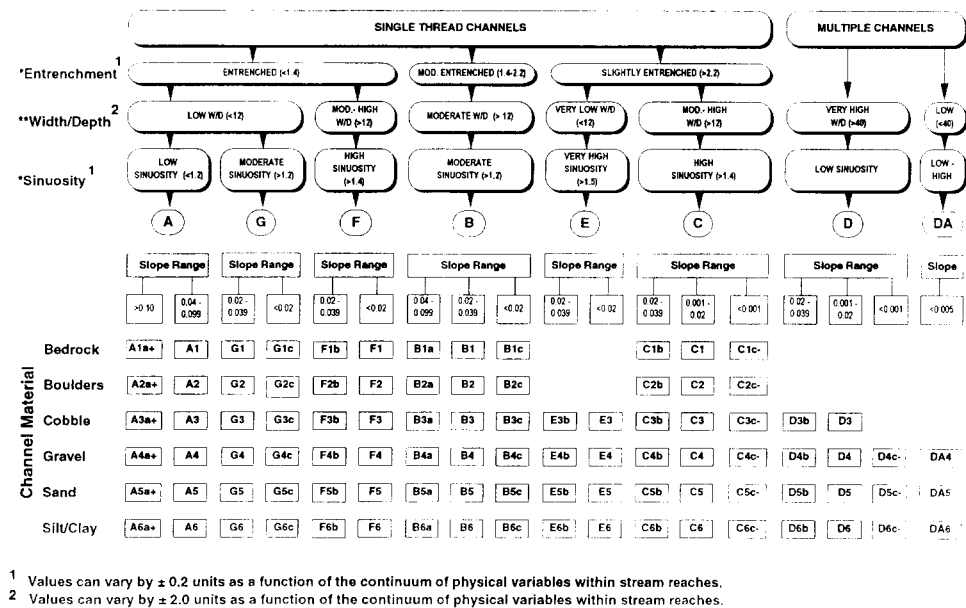 SINGLE THREAD CHANNELS MULTIPLE CHANNELS
*Entrenchment 1 ENTRENCHED (<1.4) MOD. ENTRENCHED (1.4-2.2) SLIGHTLY ENTRENCHED (>2.2)
**Width/Depth 2 LOW W/D (<12) MOD.- HIGH W/D (>12) MODERATE W/D (> 12) VERY LOW W/D (<12) MOD.- HIGH W/D (>12) VERY HIGH W/D (>40) LOW (<40)
*Sinuosity 1 LOW SINUOSITY (<1.2) MODERATE SINUOSITY (>1.2) HIGH SINUOSITY (>1.4) MODERATE SINUOSITY (>1.2) VERY HIGH SINUOSITY (>1.5) HIGH SINUOSITY (>1.4) LOW SINUOSITY LOW - HIGH
A G F B E C D DA
Slope Range Slope Range Slope Range Slope Range Slope Range Slope Range Slope Range Slope
>0.10 0.04 - 0.099 0.02 - 0.039 <0.02 0.02 - 0.039 <0.02 0.04 - 0.099 0.02 - 0.039 <0.02 0.02 - 0.039 <0.02 0.02 - 0.039 0.001 - 0.02 <0.001 0.02 - 0.039 0.001 - 0.02 <0.001 <0.005
Channel Material
Bedrock A1a+ A1 G1 G1c F1b F1 B1a B1 B1c C1b C1 C1c-
Boulders A2a+ A2 G2 G2c F2b F2 B2a B2 B2c C2b C2 C2c-
Cobble A3a+ A3 G3 G3c F3b F3 B3a B3 B3c E3b E3 C3b C3 C3c- D3b D3
Gravel A4a+ A4 G4 G4c F4b F4 B4a B4 B4c E4b E4 C4b C4 C4c- D4b D4 D4c- DA4
Sand A5a+ A5 G5 G5c F5b F5 B5a B5 B5c E5b E5 C5b C5 C5c- D5b D5 D5c- DA5
Silt/Clay A6a+ A6 G6 G6c F6b F6 B6a B6 B6c E6b E6 C6b C6 C6c- D6b D6 D6c- DA6
1 Values can vary by ± 0.2 units as a function of the continuum of physical variables within stream reaches.
2 Values can vary by ± 2.0 units as a function of the continuum of physical variables within stream reaches.